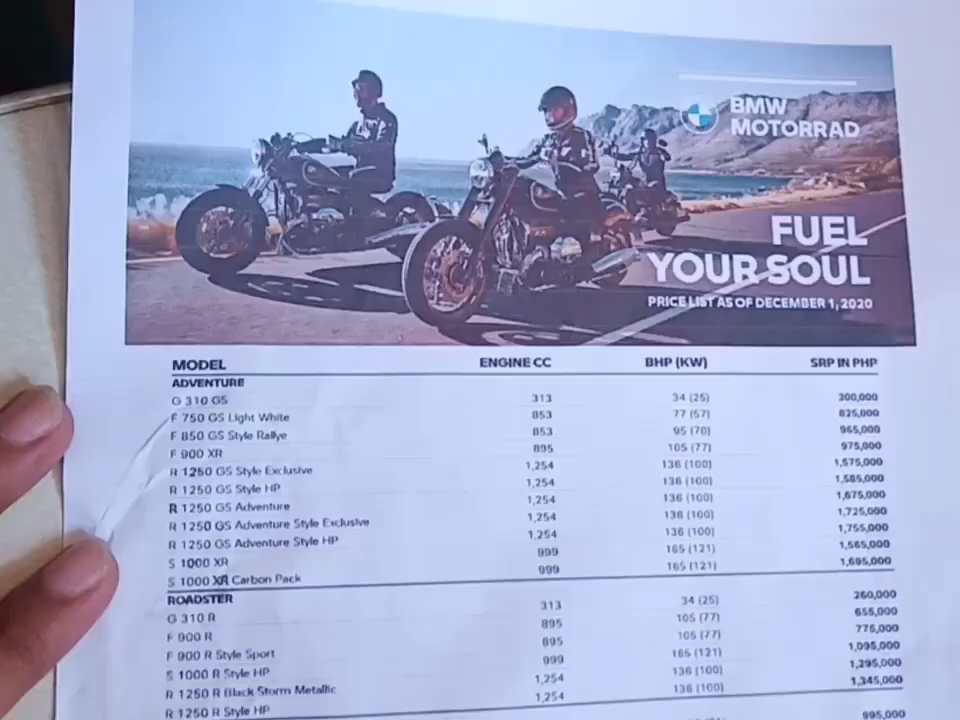 BMW
MOTORRAD
FUEL
YOUR SOUL
PRICE LIST AS OF DECEMBER 1, 2020
MODEL ENGINE CC BHP (KW) SRP IN PHP
ADVENTURE
G 310 GS 313 34 (25) 300,000
F 750 GS Light White 853 77 (57) 825,000
F 850 GS Style Rallye 853 95 (70) 965,000
F 900 XR 895 105 (77) 975,000
R 1250 GS Style Exclusive 1,254 136 (100) 1,575,000
R 1250 GS Style HP 1,254 136 (100) 1,585,000
R 1250 GS Adventure 1,254 136 (100) 1,675,000
R 1250 GS Adventure Style Exclusive 1,254 136 (100) 1,725,000
R 1250 GS Adventure Style HP 1,254 136 (100) 1,755,000
S 1000 XR 999 165 (121) 1,565,000
S 1000 XR Carbon Pack 999 165 (121) 1,695,000
ROADSTER
G 310 R 313 34 (25) 260,000
F 900 R 895 105 (77) 655,000
F 900 R Style Sport 895 105 (77) 775,000
S 1000 R Style HP 999 165 (121) 1,095,000
R 1250 R Black Storm Metallic 1,254 136 (100) 1,295,000
R 1250 R Style HP 1,254 136 (100) 1,345,000
995,000